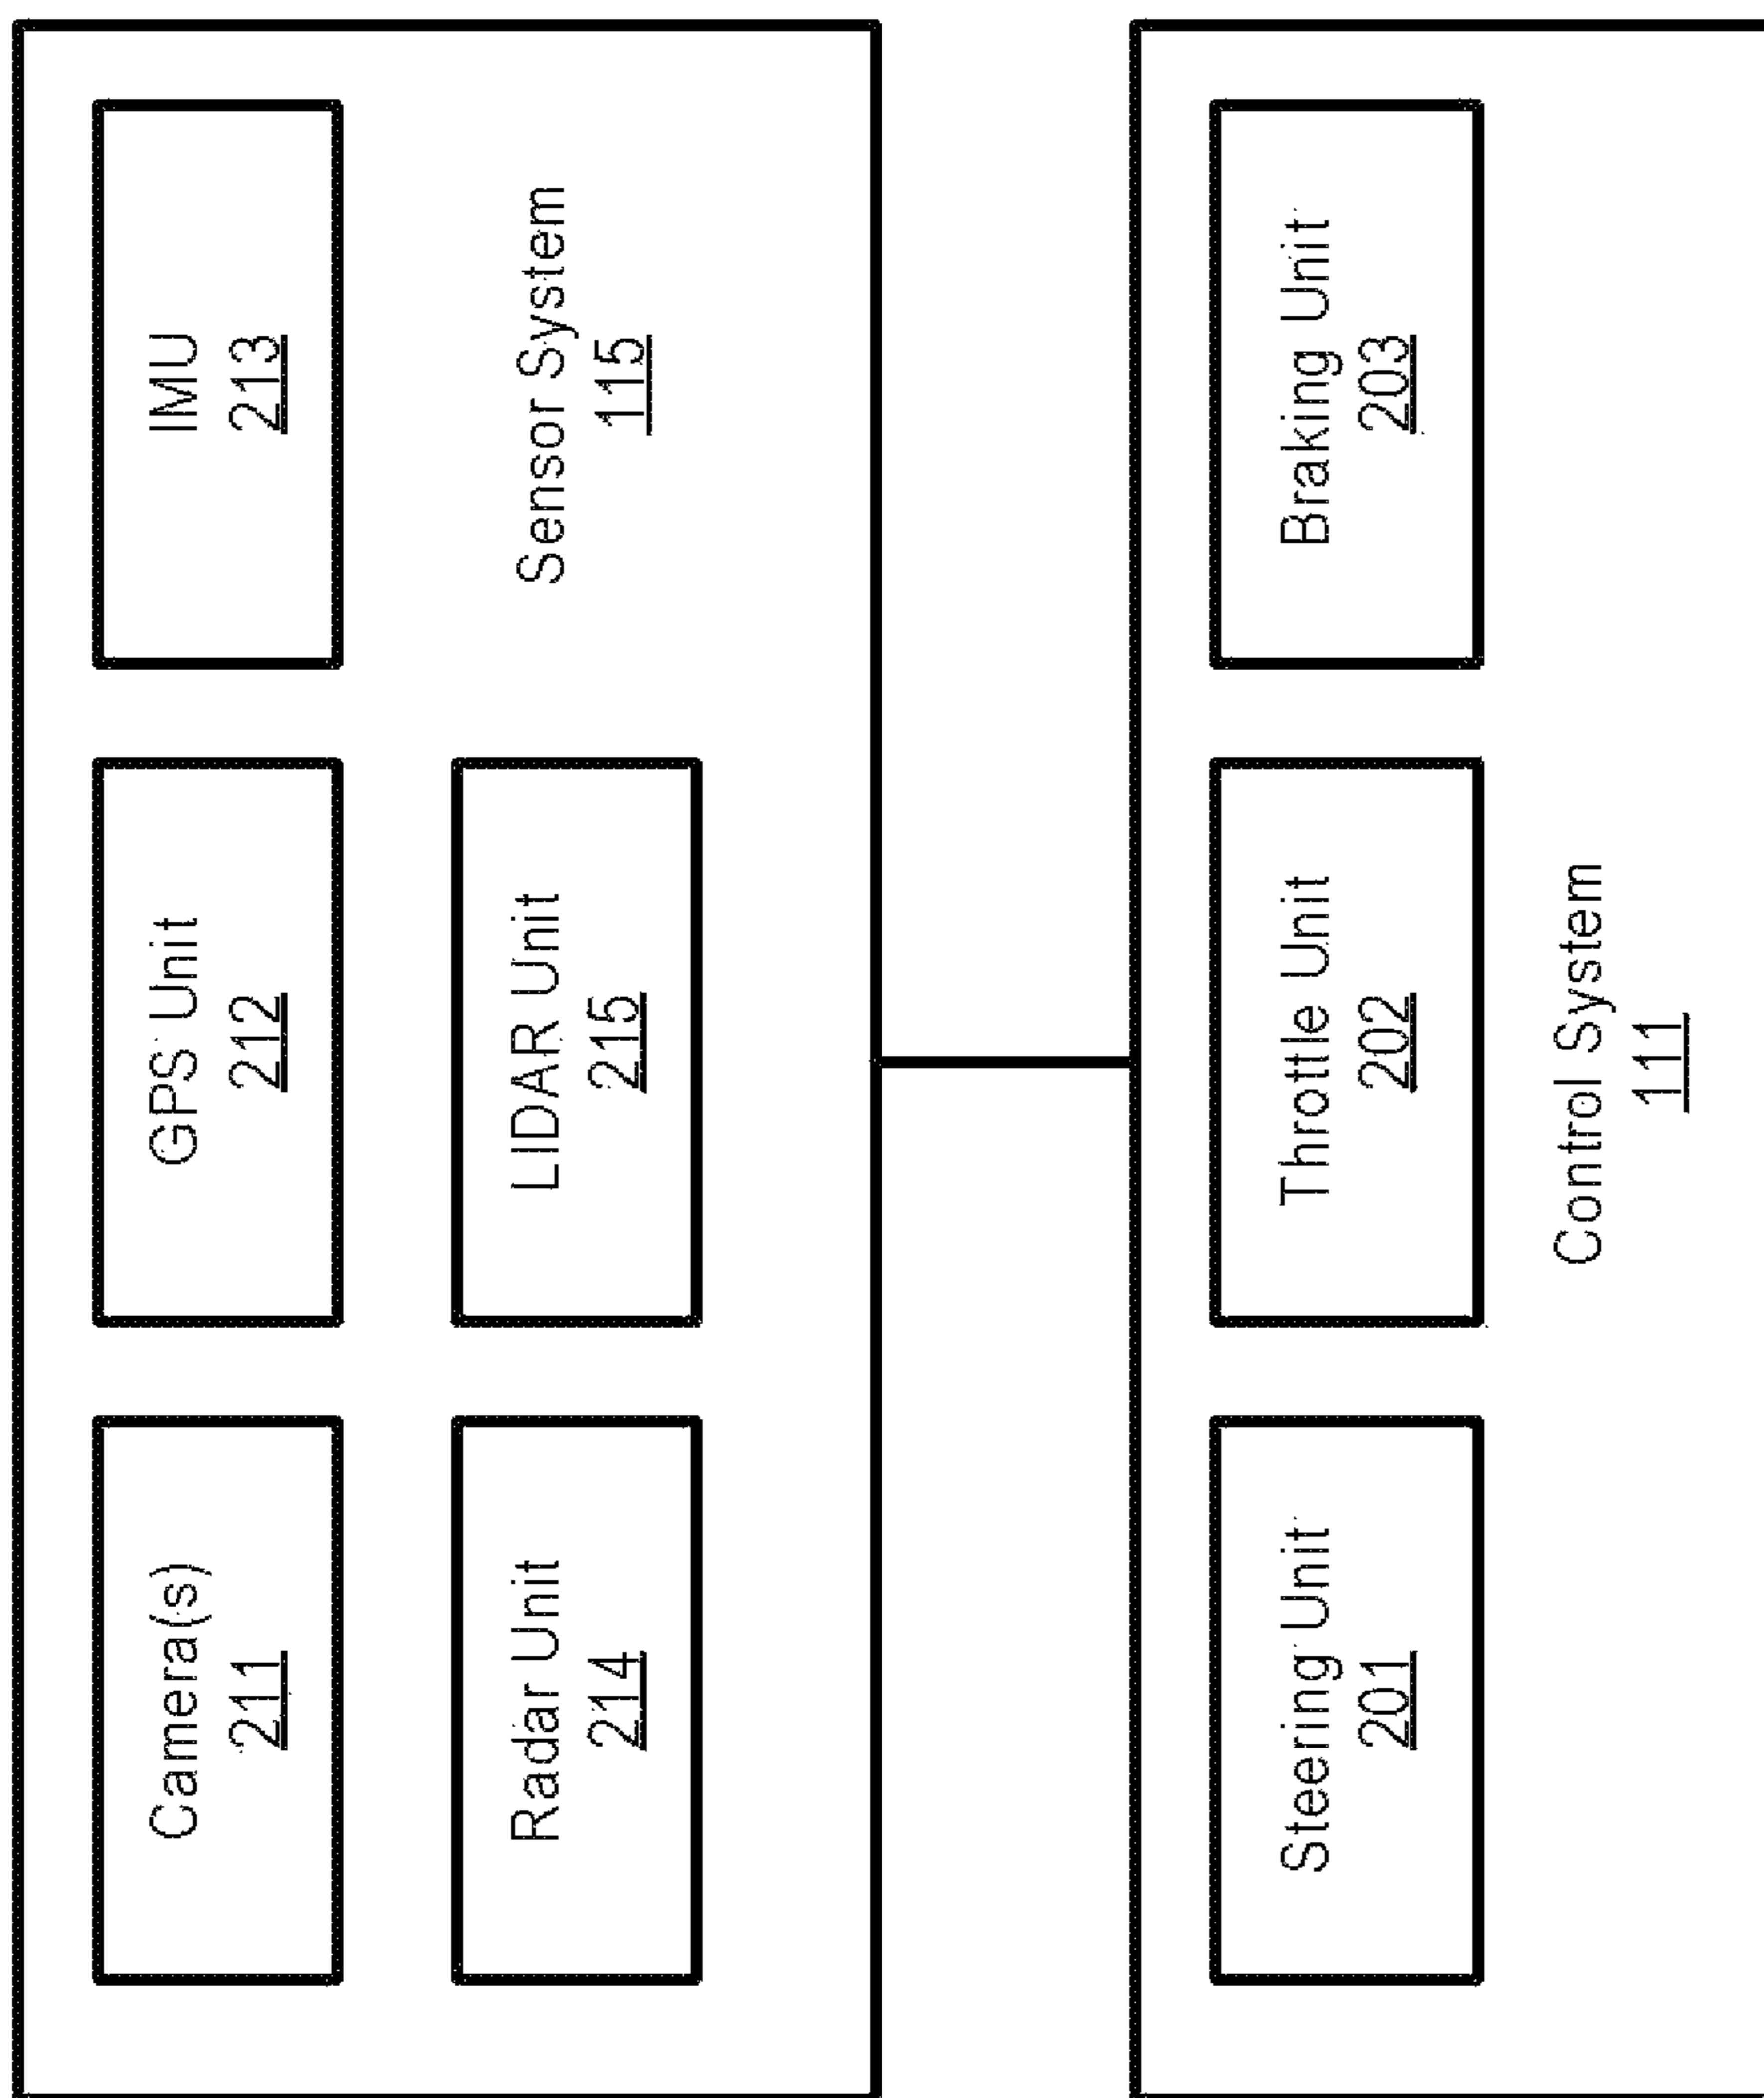 Camera(s)
211
GPS Unit
212
IMU
213
Radar Unit
214
LIDAR Unit
215
Sensor System
115
Steering Unit
201
Throttle Unit
202
Braking Unit
203
Control System
111